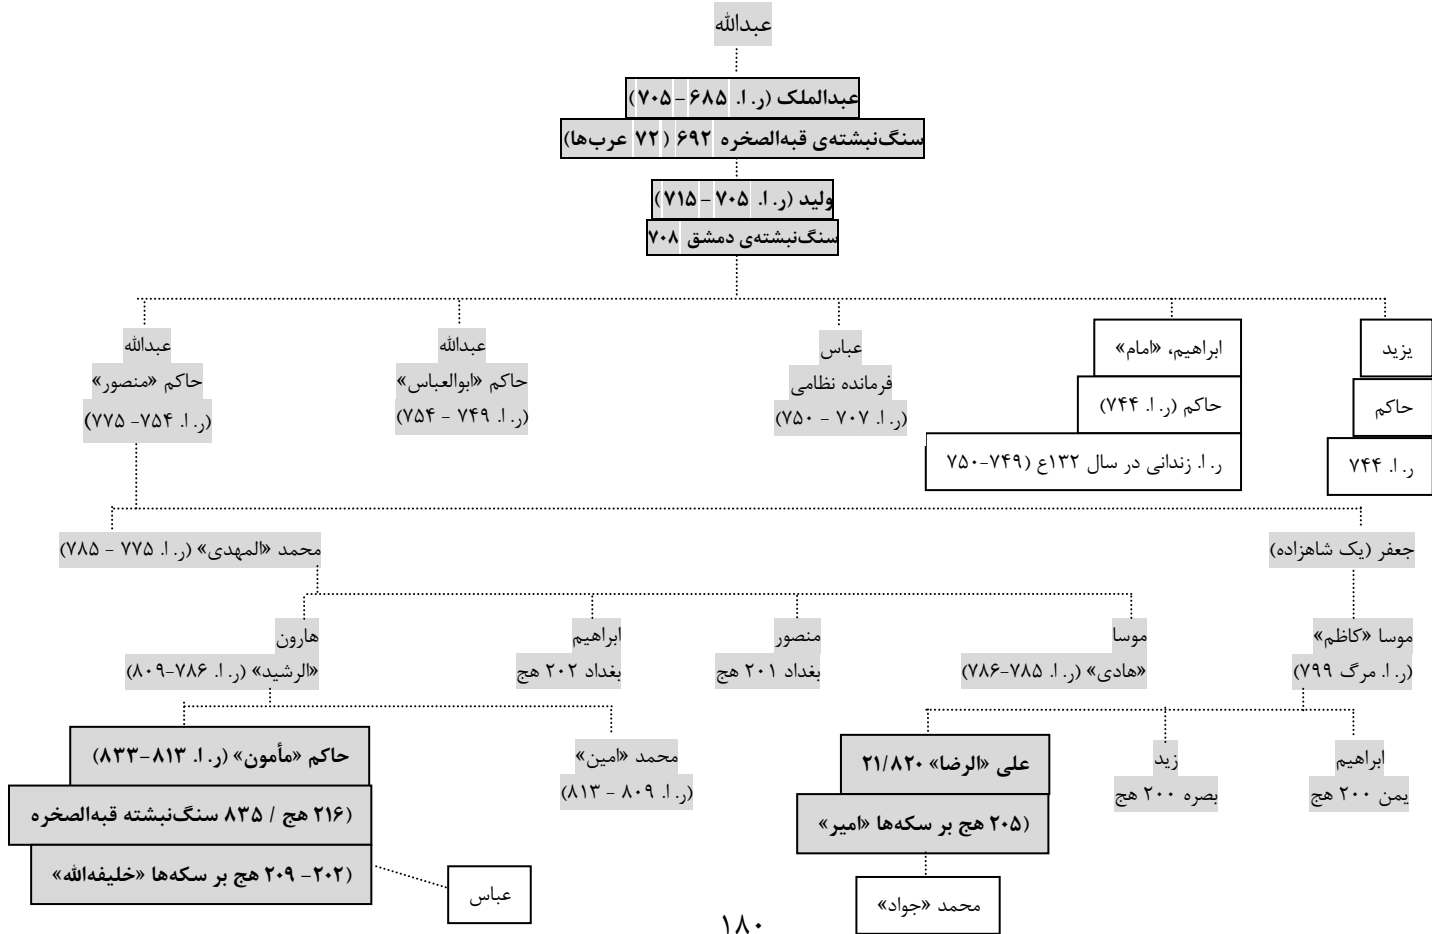 عبدالله
عبدالملک (ر. ا. ۶۸۵ – ۷۰۵)
سنگ‌نبشته‌ی قبه‌الصخره ۶۹۲ (۷۲ عرب‌ها)
ولید (ر. ا. ۷۰۵ – ۷۱۵)
سنگ‌نبشته‌ی دمشق ۷۰۸
یزید
حاکم
ر. ا. ۷۴۴
ابراهیم، «امام»
حاکم (ر. ا. ۷۴۴)
ر. ا. زندانی در سال ۱۳۲ع (۷۴۹-۷۵۰
عباس
فرمانده نظامی
(ر. ا. ۷۰۷ – ۷۵۰)
عبدالله
حاکم «ابوالعباس»
(ر. ا. ۷۴۹ – ۷۵۴)
عبدالله
حاکم «منصور»
(ر. ا. ۷۵۴- ۷۷۵)
جعفر (یک شاهزاده)
محمد «المهدی» (ر. ا. ۷۷۵ – ۷۸۵)
موسا «کاظم»
(ر. ا. مرگ ۷۹۹)
موسا
«هادی» (ر. ا. ۷۸۵-۷۸۶)
منصور
بغداد ۲۰۱ هج
ابراهیم
بغداد ۲۰۲ هج
هارون
«الرشید» (ر. ا. ۷۸۶-۸۰۹)
ابراهیم
یمن ۲۰۰ هج
زید
بصره ۲۰۰ هج
علی «الرضا» ۲۱/۸۲۰
(۲۰۵ هج بر سکه‌ها «امیر»
محمد «جواد»
محمد «امین»
(ر. ا. ۸۰۹ – ۸۱۳)
حاکم «مأمون» (ر. ا. ۸۱۳-۸۳۳)
(۲۱۶ هج / ۸۳۵ سنگ‌نبشته قبه‌الصخره
(۲۰۲- ۲۰۹ هج بر سکه‌ها «خلیفه‌الله»
عباس
۱۸۰